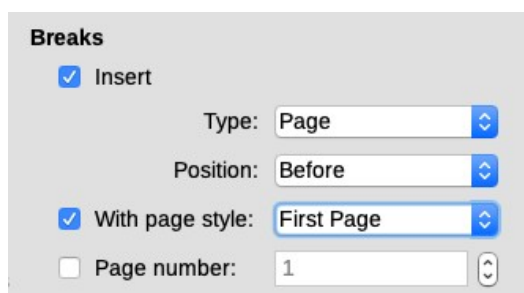 Breaks
Insert
Type: Page
Position: Before
With page style: First Page
Page number: 1